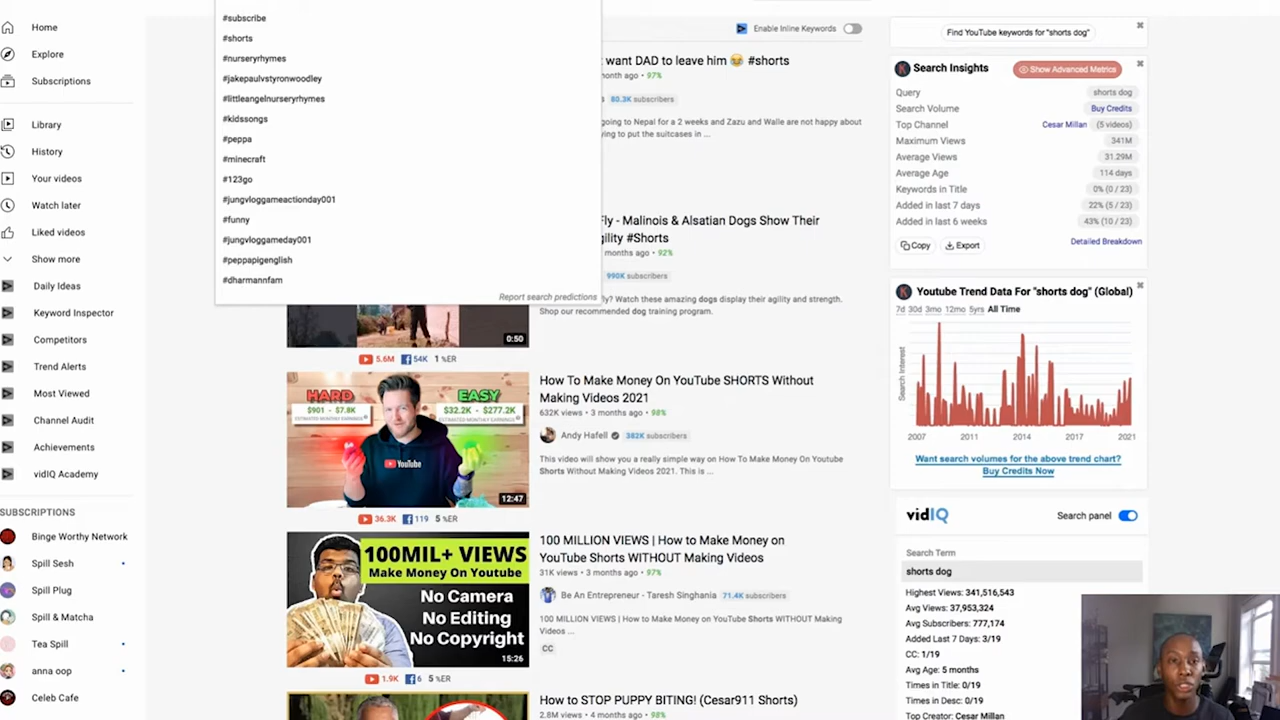 Home
Explore
Subscriptions
Library
History
Your videos
Watch later
Liked videos
Show more
Daily Ideas
Keyword Inspector
Competitors
Trend Alerts
Most Viewed
Channel Audit
Achievements
vidIQ Academy
SUBSCRIPTIONS
Binge Worthy Network
Spill Sesh
Spill Plug
Spill & Matcha
Tea Spill
anna oop
Celeb Cafe
#subscribe
#shorts
#nurseryrhymes
#jakepaulvstyronwoodley
#littleangelnurseryrhymes
#kidssongs
#peppa
#minecraft
#123go
#jungvloggameactionday001
#funny
#jungvloggameday001
#peppapigenglish
#dharmannfam
Report search predictions
Enable Inline Keywords
want DAD to leave him 😂 #shorts
onth ago • 97%
80.3K subscribers
going to Nepal for a 2 weeks and Zazu and Walle are not happy about
ying to put the suitcases in ...
Fly - Malinois & Alsatian Dogs Show Their
gility #Shorts
months ago • 92%
990K subscribers
fly? Watch these amazing dogs display their agility and strength.
Shop our recommended dog training program.
0:50
5.6M 54K 1 %ER
HARD EASY
$901 - $7.8K $32.2K - $277.2K
ESTIMATED MONTHLY EARNINGS ESTIMATED MONTHLY EARNINGS
YouTube
12:47
How To Make Money On YouTube SHORTS Without
Making Videos 2021
632K views • 3 months ago • 98%
Andy Hafell 382K subscribers
This video will show you a really simple way on How To Make Money On Youtube
Shorts Without Making Videos 2021. This is ...
36.3K 119 5 %ER
100MIL+ VIEWS
Make Money On Youtube
No Camera
No Editing
No Copyright
15:26
100 MILLION VIEWS | How to Make Money on
YouTube Shorts WITHOUT Making Videos
31K views • 3 months ago • 97%
Be An Entrepreneur - Taresh Singhania 71.4K subscribers
100 MILLION VIEWS | How to Make Money on YouTube Shorts WITHOUT Making
Videos ...
CC
1.9K 6 5 %ER
How to STOP PUPPY BITING! (Cesar911 Shorts)
2.8M views • 4 months ago • 98%
Find YouTube keywords for "shorts dog"
Search Insights Show Advanced Metrics
Query shorts dog
Search Volume Buy Credits
Top Channel Cesar Millan (5 videos)
Maximum Views 341M
Average Views 31.29M
Average Age 114 days
Keywords in Title 0% (0 / 23)
Added in last 7 days 22% (5 / 23)
Added in last 6 weeks 43% (10 / 23)
Copy Export Detailed Breakdown
Youtube Trend Data For "shorts dog" (Global)
7d 30d 3mo 12mo 5yrs All Time
Search Interest
2007 2011 2014 2017 2021
Want search volumes for the above trend chart?
Buy Credits Now
vidIQ Search panel
Search Term
shorts dog
Highest Views: 341,516,543
Avg Views: 37,953,324
Avg Subscribers: 777,174
Added Last 7 Days: 3/19
CC: 1/19
Avg Age: 5 months
Times in Title: 0/19
Times in Desc: 0/19
Top Creator: Cesar Millan